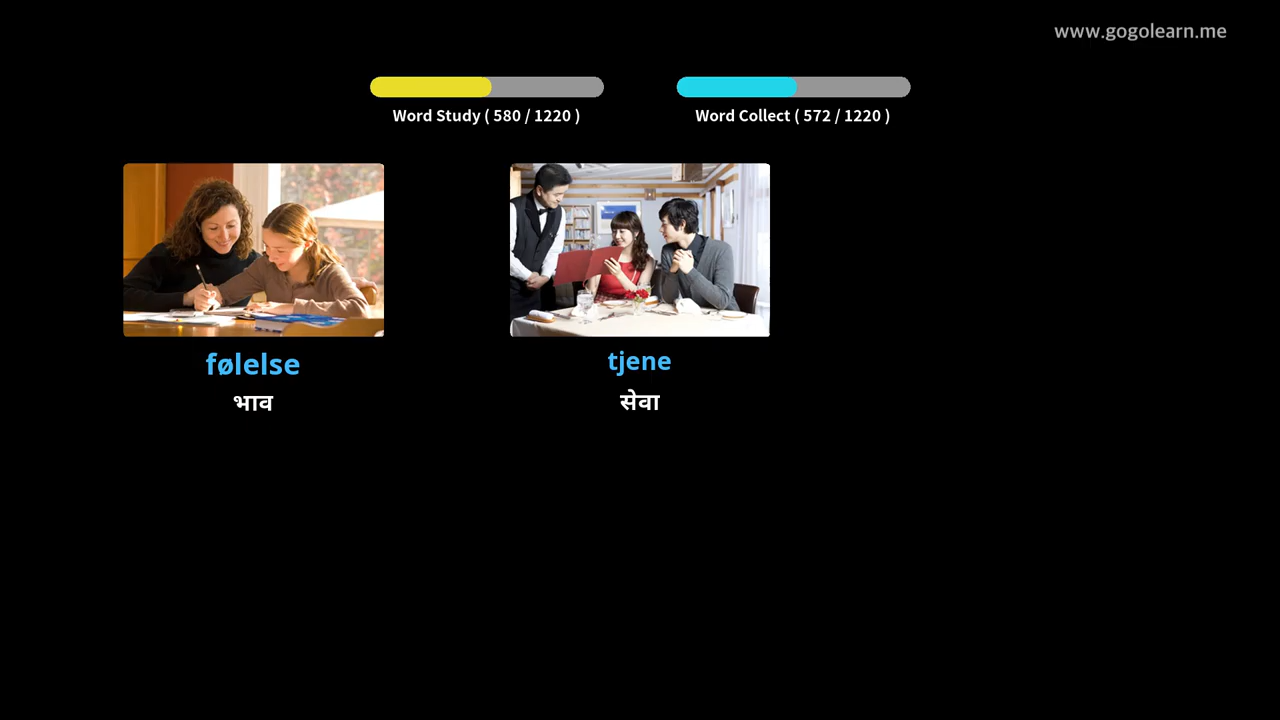 www.gogolearn.me
Word Study ( 580 / 1220 )
Word Collect ( 572 / 1220 )
følelse
भाव
tjene
सेवा